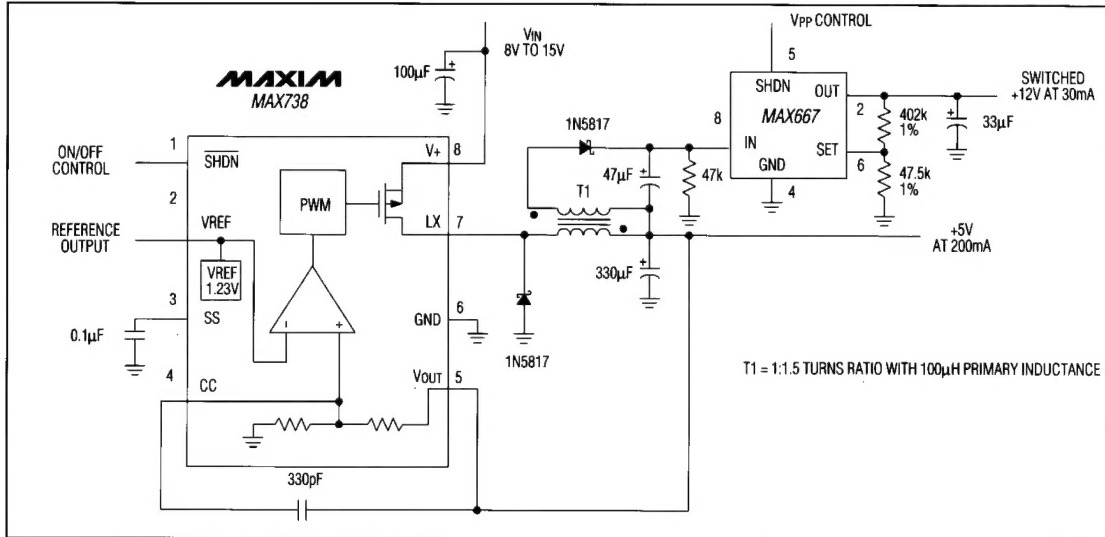 MAXIM
MAX738
VIN
8V TO 15V
100µF
+
VPP CONTROL
5
SHDN
OUT
MAX667
8
IN
GND
4
2
SET
6
402k
1%
47.5k
1%
33µF
+
SWITCHED
+12V AT 30mA
1N5817
47µF
+
47k
T1
1
ON/OFF
CONTROL
SHDN
2
REFERENCE
OUTPUT
VREF
VREF
1.23V
3
SS
0.1µF
4
CC
PWM
V+
8
LX
7
GND
6
VOUT
5
I
+
1N5817
330µF
+
+5V
AT 200mA
T1 = 1:1.5 TURNS RATIO WITH 100µH PRIMARY INDUCTANCE
330pF